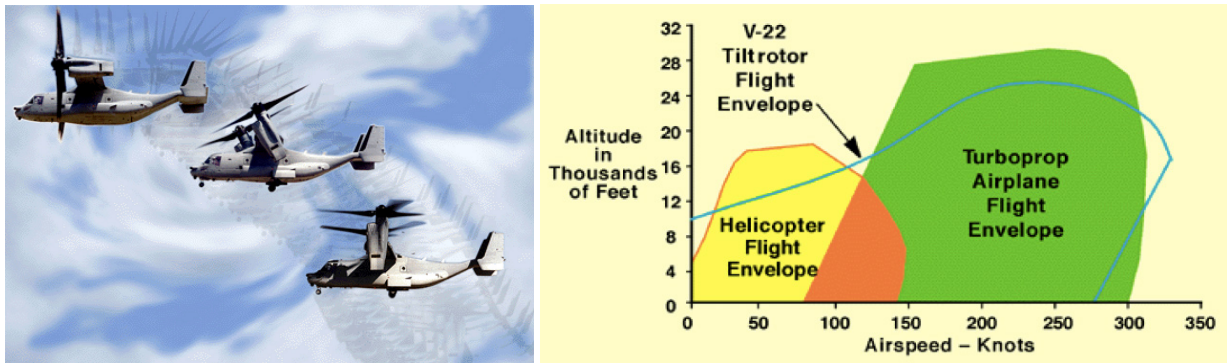 V-22
Tiltrotor
Flight
Envelope
Altitude
in
Thousands
of Feet
32
28
24
20
16
12
8
4
0
Helicopter
Flight
Envelope
Turboprop
Airplane
Flight
Envelope
0 50 100 150 200 250 300 350
Airspeed – Knots